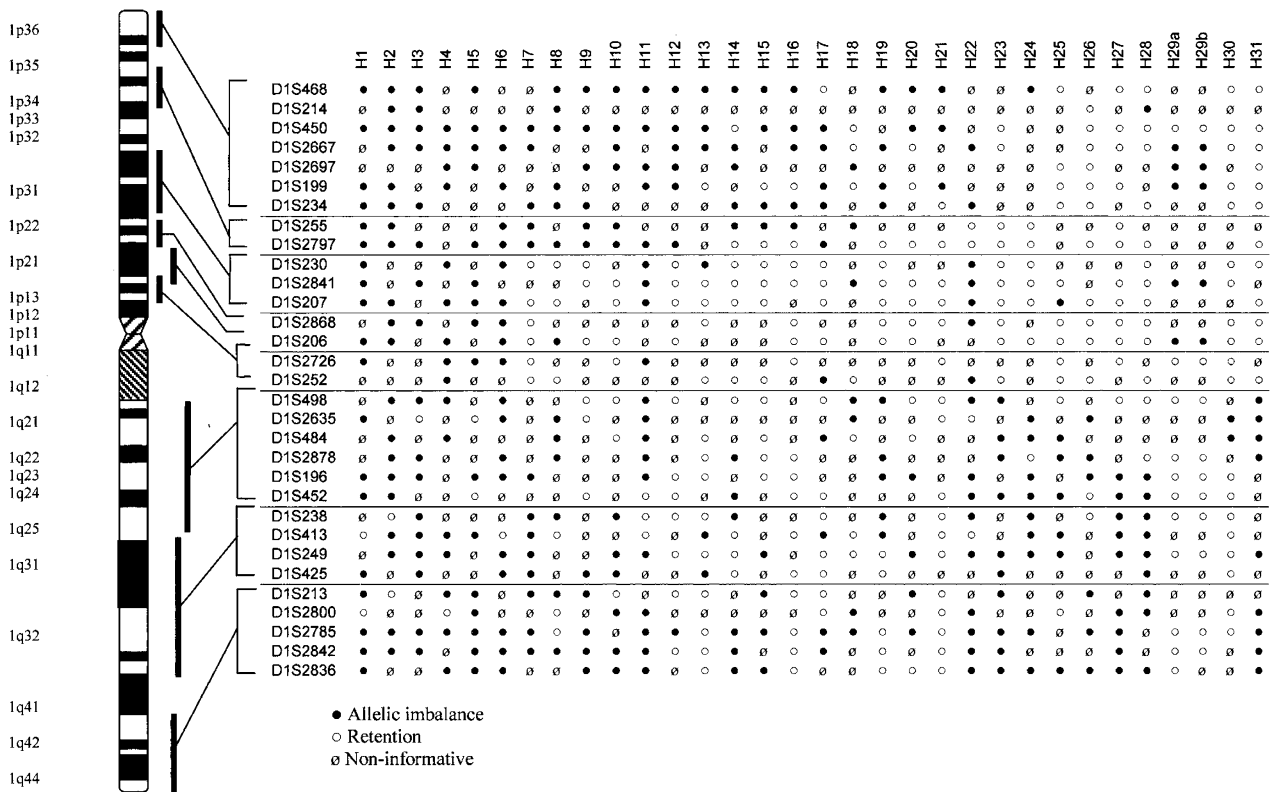 H1 H2 H3 H4 H5 H6 H7 H8 H9 H10 H11 H12 H13 H14 H15 H16 H17 H18 H19 H20 H21 H22 H23 H24 H25 H26 H27 H28 H29a H29b H30 H31
1p36
1p35
1p34
1p33
1p32
1p31
1p22
1p21
1p13
1p12
1p11
1q11
1q12
1q21
1q22
1q23
1q24
1q25
1q31
1q32
1q41
1q42
1q44
D1S468
D1S214
D1S450
D1S2667
D1S2697
D1S199
D1S234
D1S255
D1S2797
D1S230
D1S2841
D1S207
D1S2868
D1S206
D1S2726
D1S252
D1S498
D1S2635
D1S484
D1S2878
D1S196
D1S452
D1S238
D1S413
D1S249
D1S425
D1S213
D1S2800
D1S2785
D1S2842
D1S2836
● Allelic imbalance
○ Retention
ø Non-informative